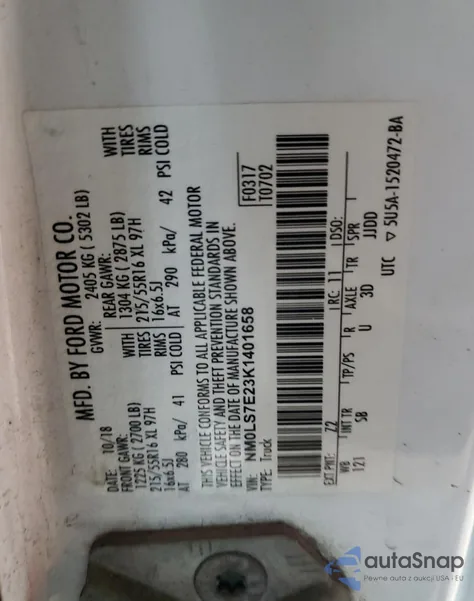 MFD. BY FORD MOTOR CO.
DATE: 10/18 GVWR: 2405 KG ( 5302 LB)
FRONT GAWR: REAR GAWR:
1225 KG ( 2700 LB) WITH 1304 KG ( 2875 LB) WITH
215/55R16 XL 97H TIRES 215/55R16 XL 97H TIRES
16x6.5J RIMS 16x6.5J RIMS
AT 280 kPa/ 41 PSI COLD AT 290 kPa/ 42 PSI COLD
THIS VEHICLE CONFORMS TO ALL APPLICABLE FEDERAL MOTOR
VEHICLE SAFETY AND THEFT PREVENTION STANDARDS IN
EFFECT ON THE DATE OF MANUFACTURE SHOWN ABOVE.
VIN: NM0LS7E23K1401658 F0317
TYPE: Truck T0702
EXT PNT: Z2 RC: 11 DSO:
WB INT TR TP/PS R AXLE TR SPR
121 5B U 3D JJDD
UTC ▽ 5U5A-1520472-BA
autoSnap
Pewne auta z aukcji USA i EU